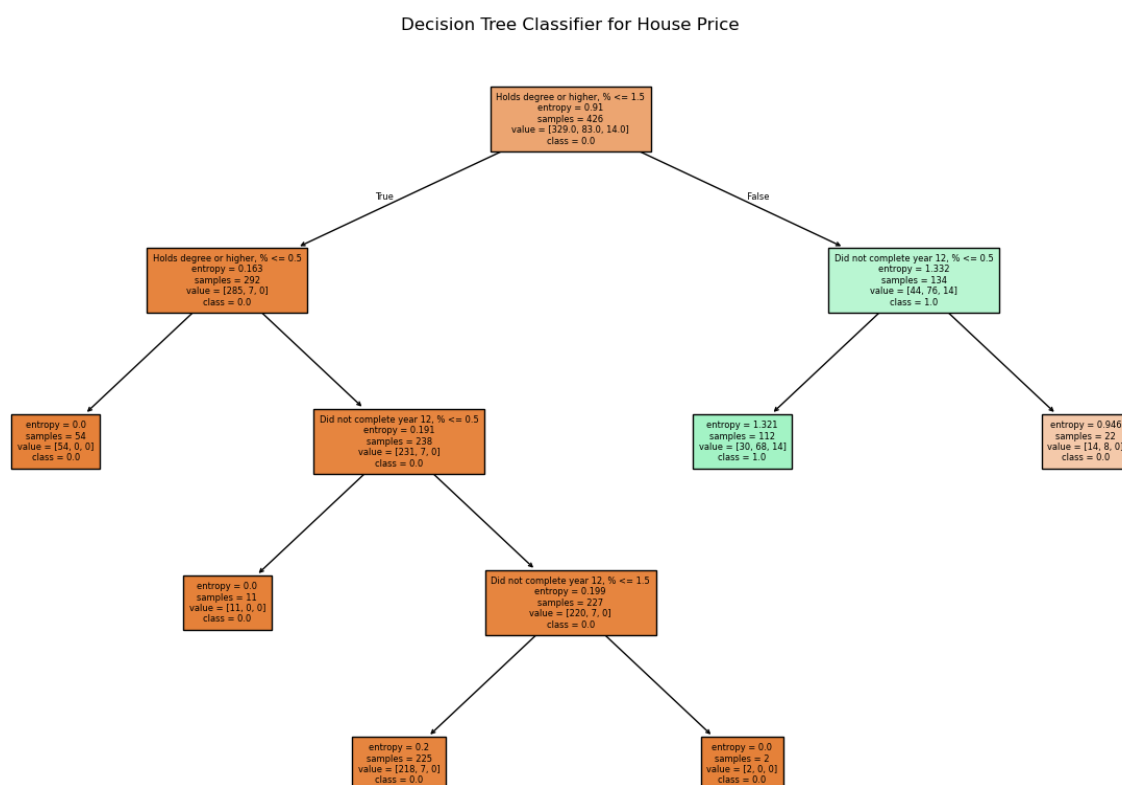 Decision Tree Classifier for House Price
Holds degree or higher, % <= 1.5
entropy = 0.91
samples = 426
value = [329.0, 83.0, 14.0]
class = 0.0
True
False
Holds degree or higher, % <= 0.5
entropy = 0.163
samples = 292
value = [285, 7, 0]
class = 0.0
Did not complete year 12, % <= 0.5
entropy = 1.332
samples = 134
value = [44, 76, 14]
class = 1.0
entropy = 0.0
samples = 54
value = [54, 0, 0]
class = 0.0
Did not complete year 12, % <= 0.5
entropy = 0.191
samples = 238
value = [231, 7, 0]
class = 0.0
entropy = 1.321
samples = 112
value = [30, 68, 14]
class = 1.0
entropy = 0.946
samples = 22
value = [14, 8, 0]
class = 0.0
entropy = 0.0
samples = 11
value = [11, 0, 0]
class = 0.0
Did not complete year 12, % <= 1.5
entropy = 0.199
samples = 227
value = [220, 7, 0]
class = 0.0
entropy = 0.2
samples = 225
value = [218, 7, 0]
class = 0.0
entropy = 0.0
samples = 2
value = [2, 0, 0]
class = 0.0